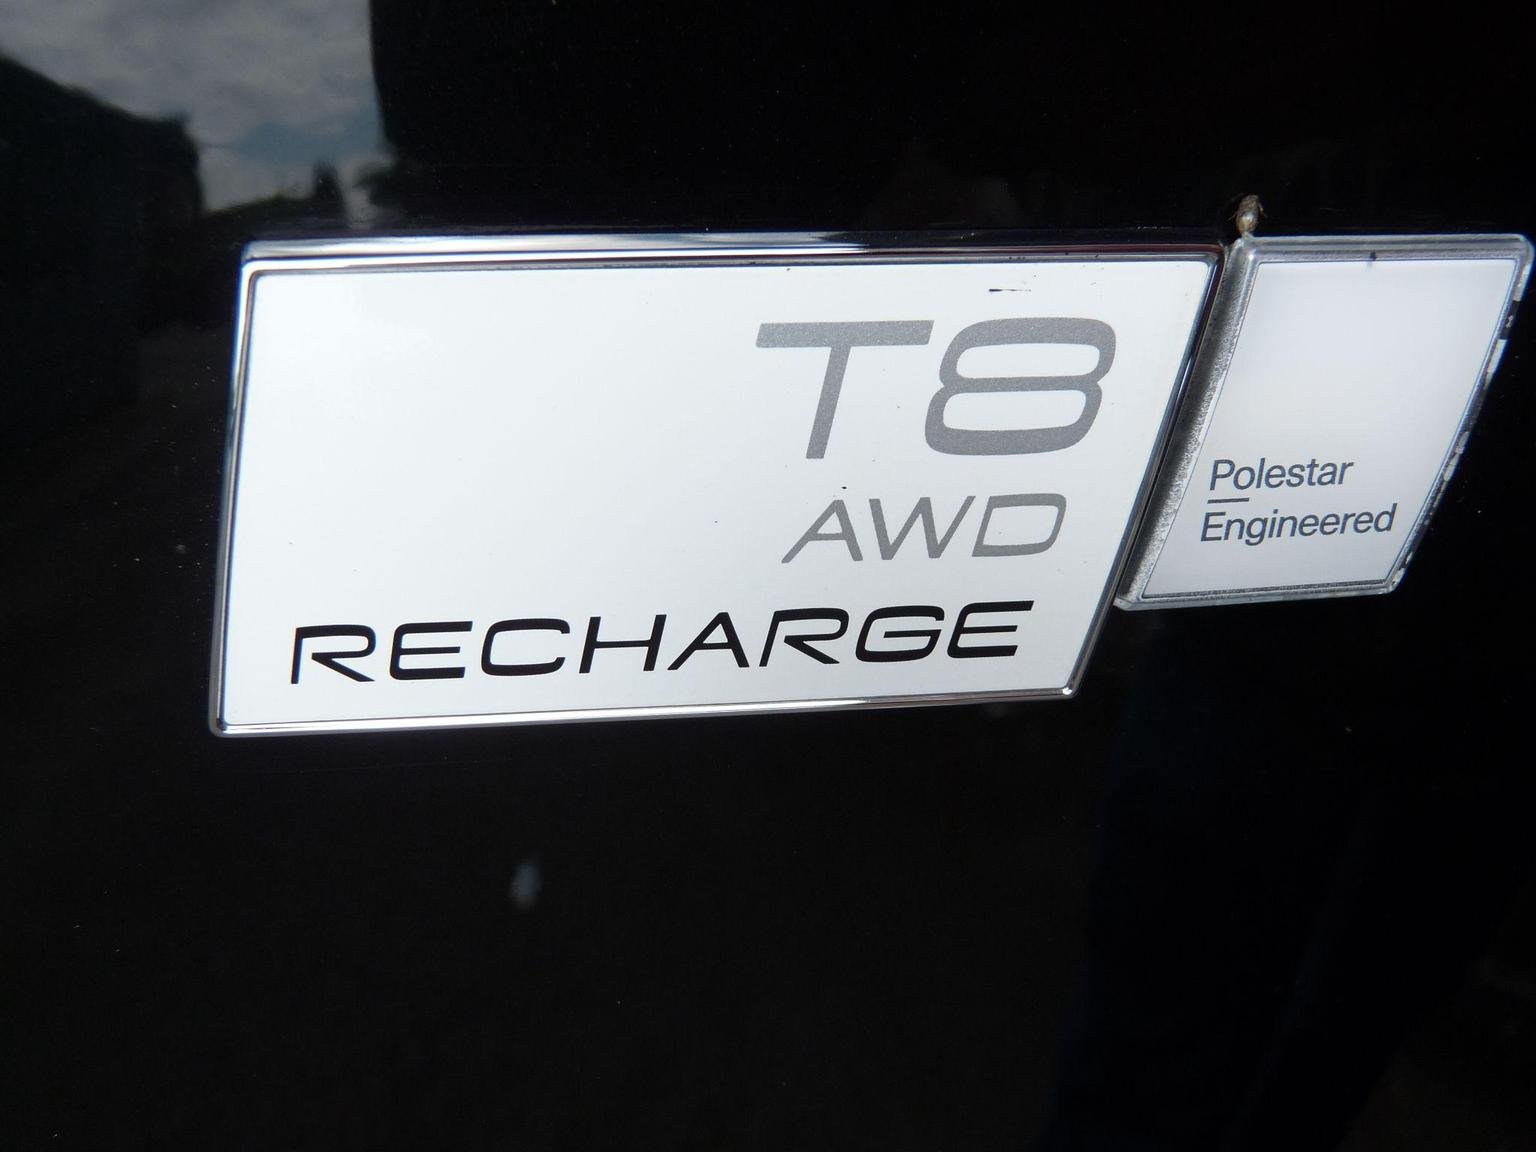 T8
AWD
RECHARGE
Polestar
Engineered